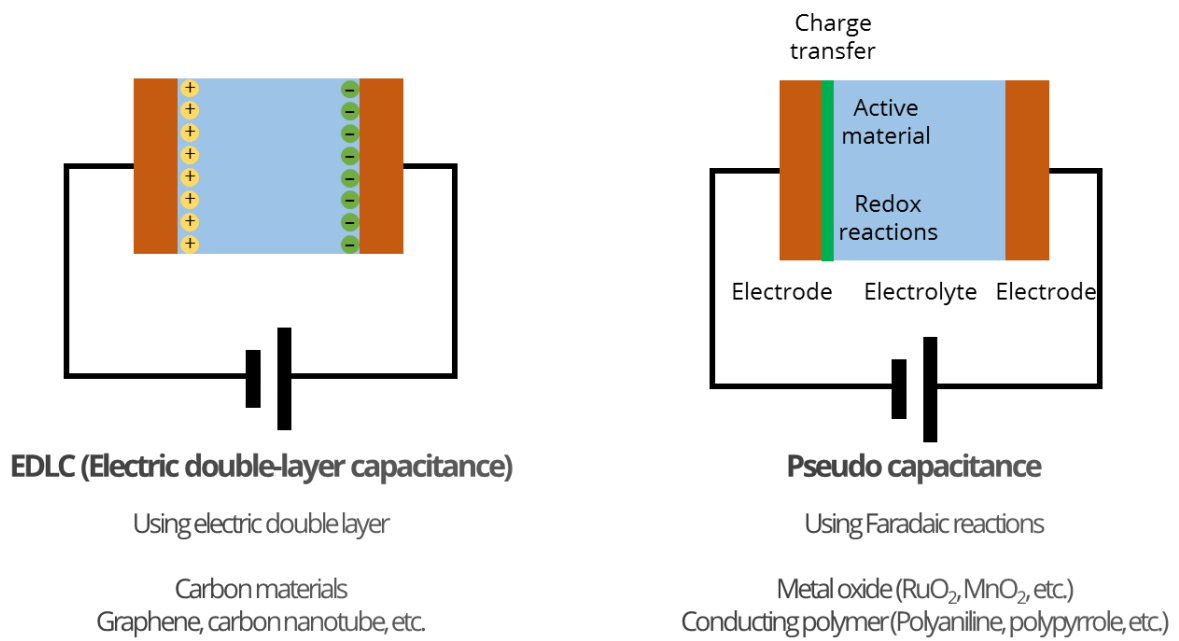 +
+
+
+
+
+
+
+
−
−
−
−
−
−
−
−
EDLC (Electric double-layer capacitance)
Using electric double layer
Carbon materials
Graphene, carbon nanotube, etc.
Charge
transfer
Active
material
Redox
reactions
Electrode
Electrolyte
Electrode
Pseudo capacitance
Using Faradaic reactions
Metal oxide (RuO₂, MnO₂, etc.)
Conducting polymer (Polyaniline, polypyrrole, etc.)